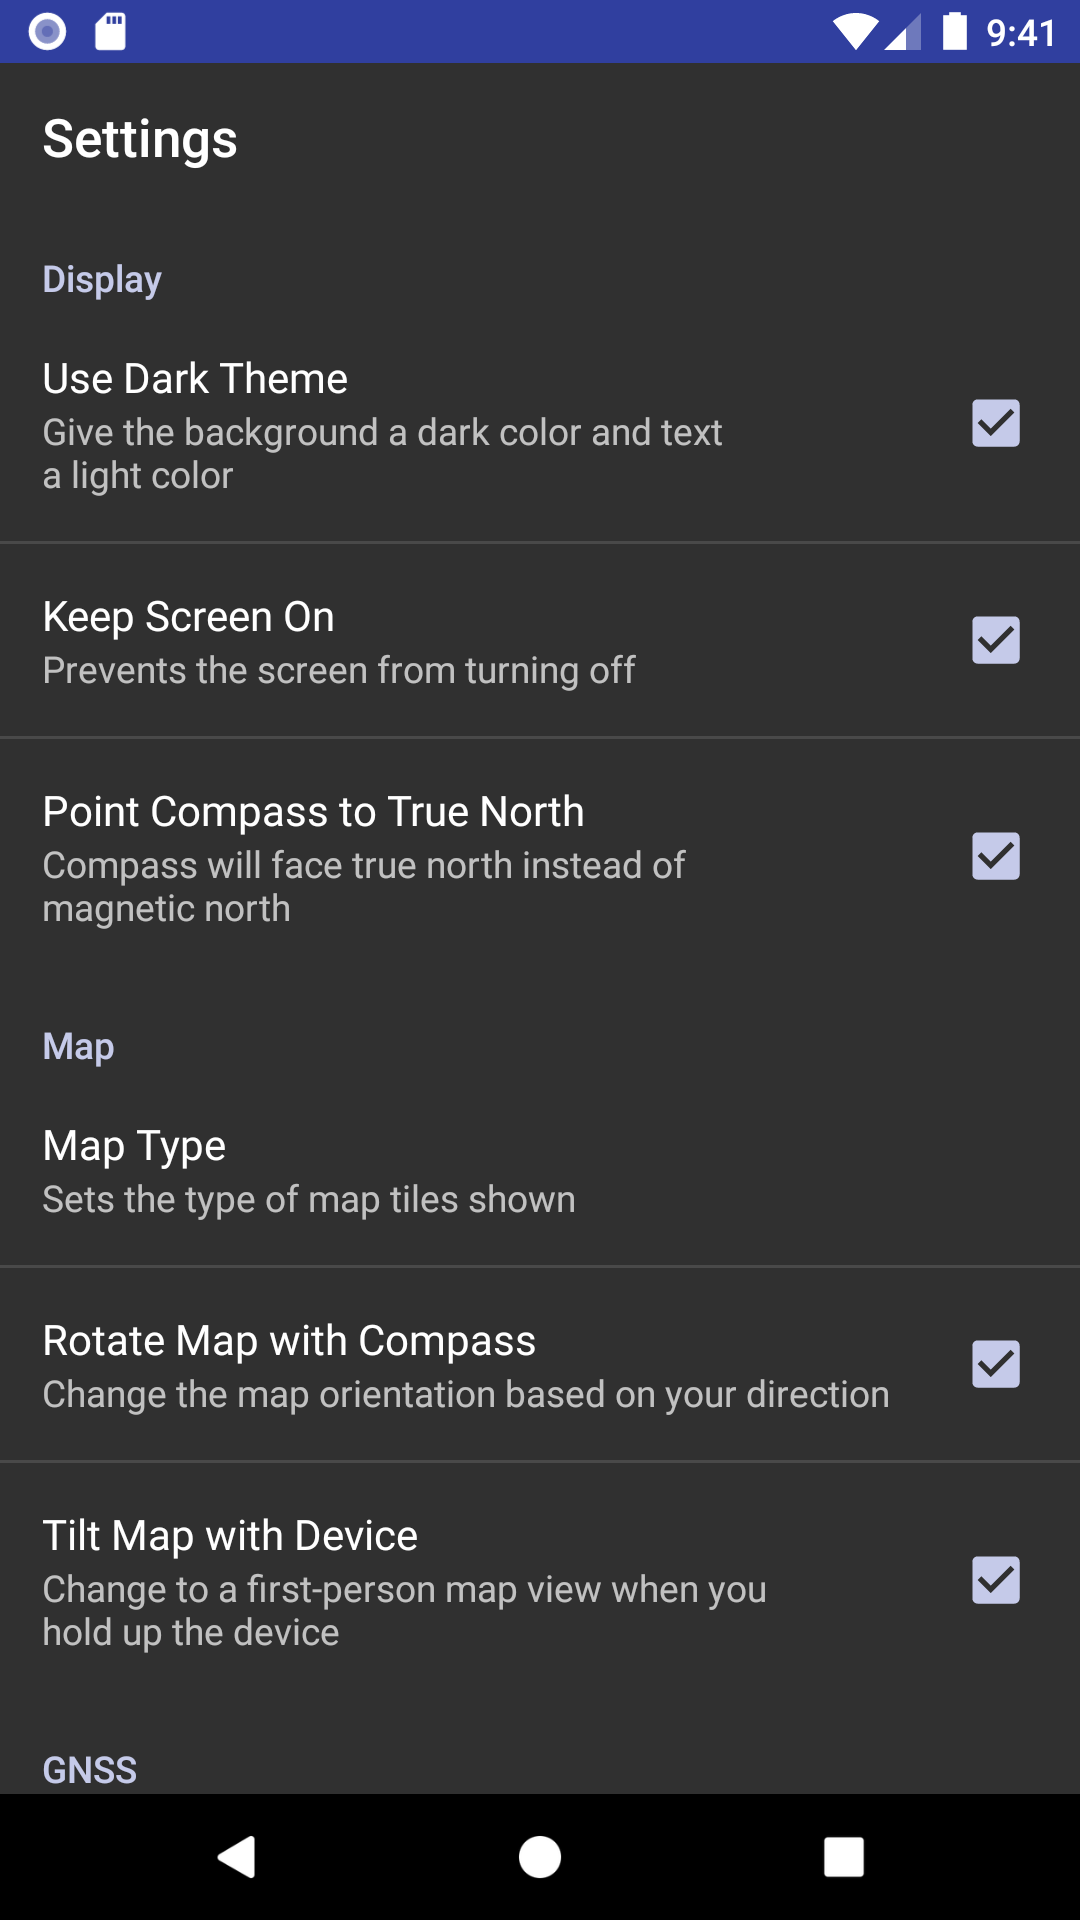 9:41
Settings
Display
Use Dark Theme
Give the background a dark color and text
a light color
Keep Screen On
Prevents the screen from turning off
Point Compass to True North
Compass will face true north instead of
magnetic north
Map
Map Type
Sets the type of map tiles shown
Rotate Map with Compass
Change the map orientation based on your direction
Tilt Map with Device
Change to a first-person map view when you
hold up the device
GNSS